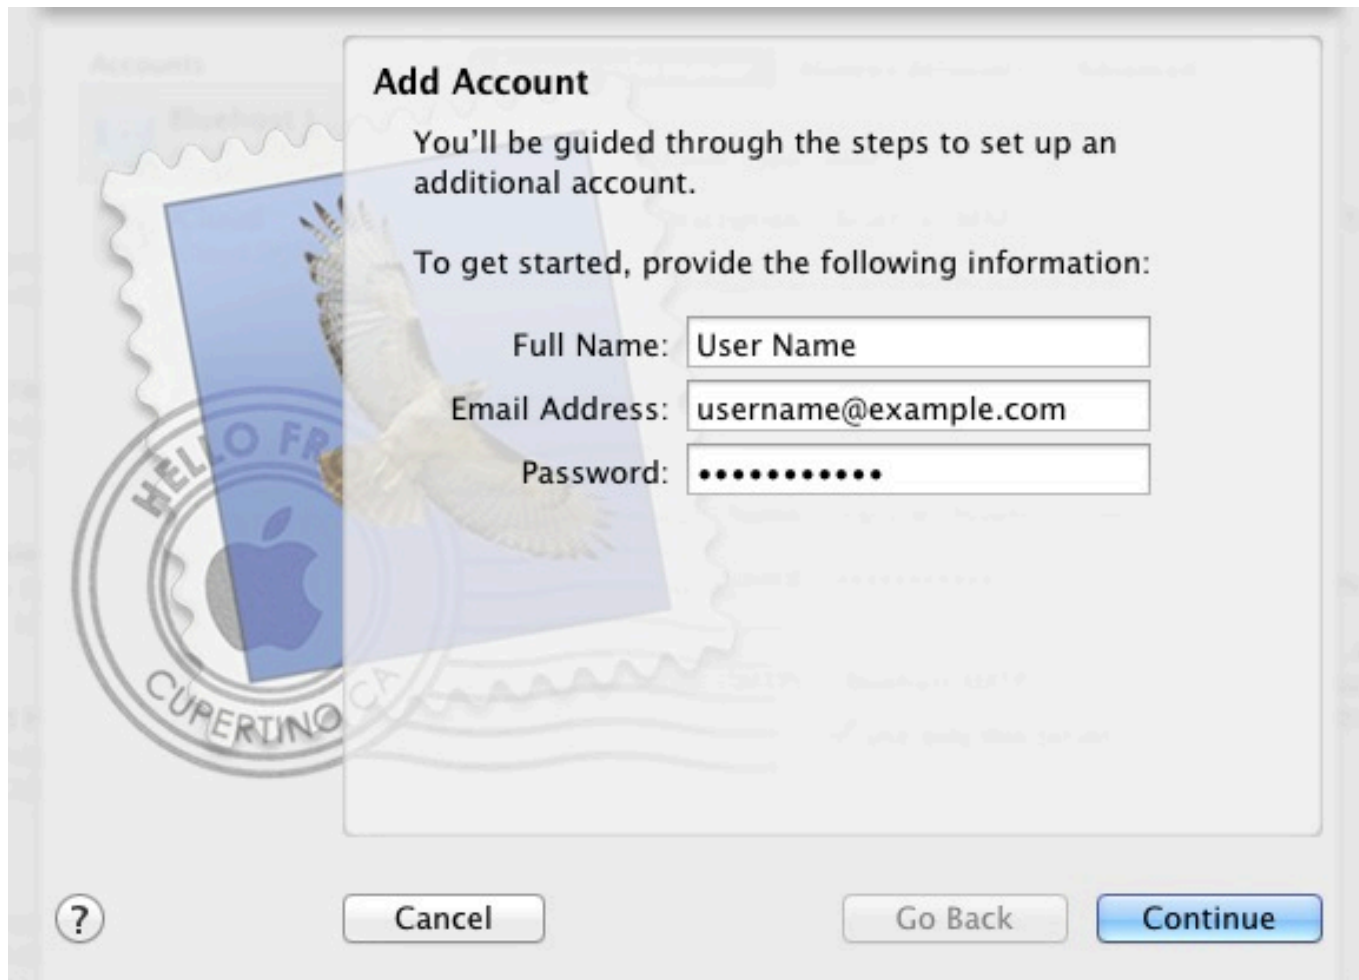 Accounts
Add Account
You'll be guided through the steps to set up an
additional account.
To get started, provide the following information:
Full Name: User Name
Email Address: username@example.com
Password: •••••••••••
HELLO FR
CUPERTINO CA
? Cancel Go Back Continue